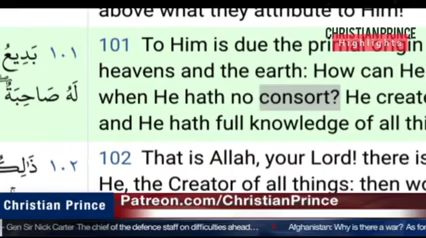 above what they attribute to Him!
CHRISTIANPRINCE
Highlights
بَدِيعُ ١٠١ 101 To Him is due the primal origin
heavens and the earth: How can He
لَهُ صَاحِبَةٌ when He hath no consort? He create
and He hath full knowledge of all thi
ذَٰلِكُ ١٠٢ 102 That is Allah, your Lord! there is
He, the Creator of all things: then wo
Christian Prince Patreon.com/ChristianPrince
- Gen Sir Nick Carter The chief of the defence staff on difficulties ahead... Afghanistan: Why is there a war? As for